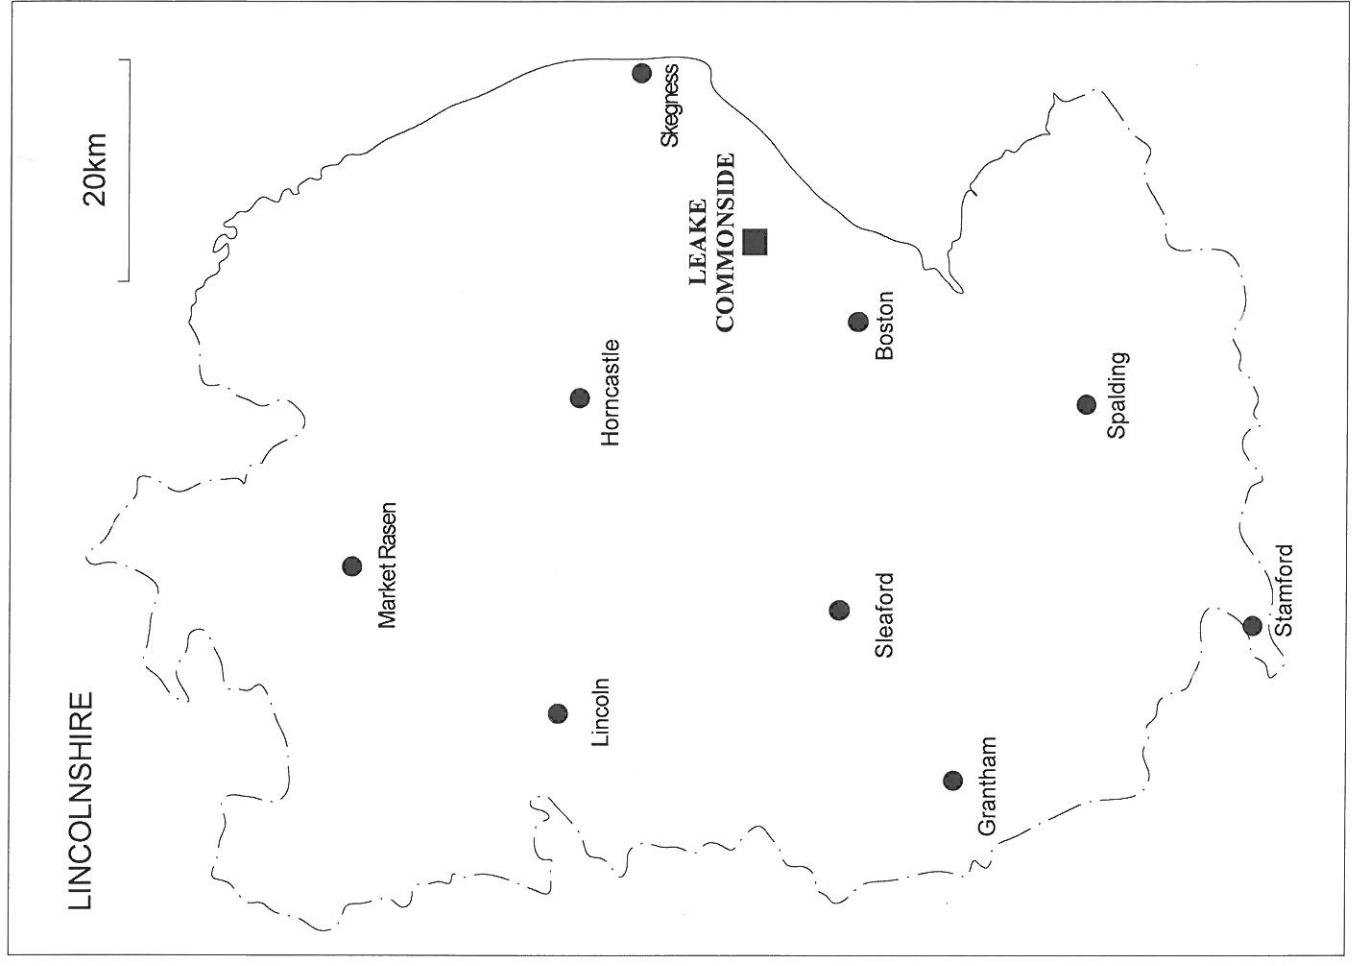 LINCOLNSHIRE
20km
Market Rasen
Lincoln
Horncastle
Skegness
LEAKE
COMMONSIDE
Boston
Sleaford
Grantham
Spalding
Stamford